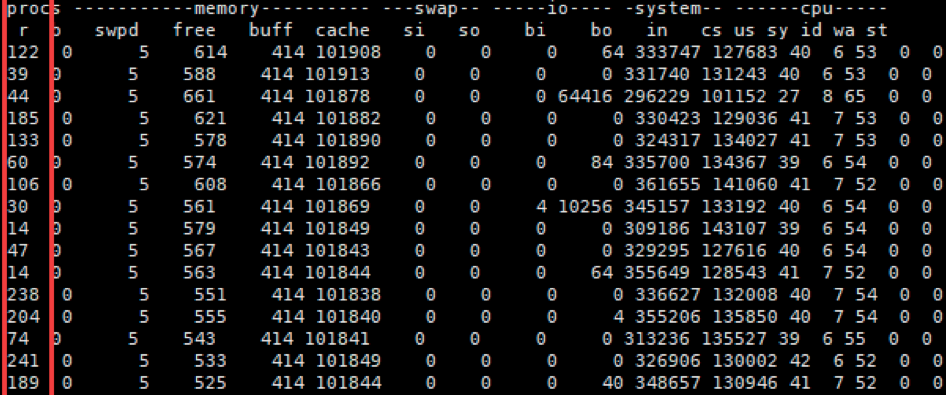 procs -----------memory---------- ---swap-- -----io---- -system-- ------cpu-----
r b swpd free buff cache si so bi bo in cs us sy id wa st
122 0 5 614 414 101908 0 0 0 64 333747 127683 40 6 53 0 0
39 0 5 588 414 101913 0 0 0 0 331740 131243 40 6 53 0 0
44 0 5 661 414 101878 0 0 0 64416 296229 101152 27 8 65 0 0
185 0 5 621 414 101882 0 0 0 0 330423 129036 41 7 53 0 0
133 0 5 578 414 101890 0 0 0 0 324317 134027 41 7 53 0 0
60 0 5 574 414 101892 0 0 0 84 335700 134367 39 6 54 0 0
106 0 5 608 414 101866 0 0 0 0 361655 141060 41 7 52 0 0
30 0 5 561 414 101869 0 0 4 10256 345157 133192 40 6 54 0 0
14 0 5 579 414 101849 0 0 0 0 309186 143107 39 6 54 0 0
47 0 5 567 414 101843 0 0 0 0 329295 127616 40 6 54 0 0
14 0 5 563 414 101844 0 0 0 64 355649 128543 41 7 52 0 0
238 0 5 551 414 101838 0 0 0 0 336627 132008 40 7 54 0 0
204 0 5 555 414 101840 0 0 0 4 355206 135850 40 7 54 0 0
74 0 5 543 414 101841 0 0 0 0 313236 135527 39 6 55 0 0
241 0 5 533 414 101849 0 0 0 0 326906 130002 42 6 52 0 0
189 0 5 525 414 101844 0 0 0 40 348657 130946 41 7 52 0 0